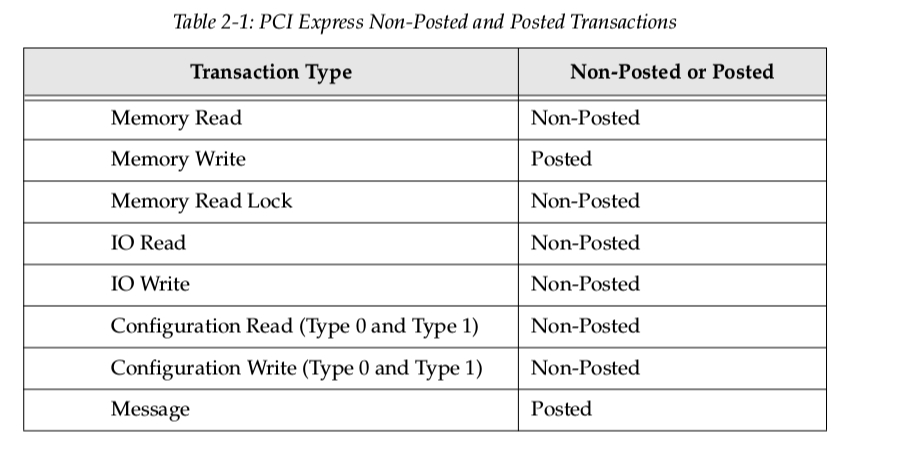 Table 2-1: PCI Express Non-Posted and Posted Transactions
Transaction Type Non-Posted or Posted
Memory Read Non-Posted
Memory Write Posted
Memory Read Lock Non-Posted
IO Read Non-Posted
IO Write Non-Posted
Configuration Read (Type 0 and Type 1) Non-Posted
Configuration Write (Type 0 and Type 1) Non-Posted
Message Posted